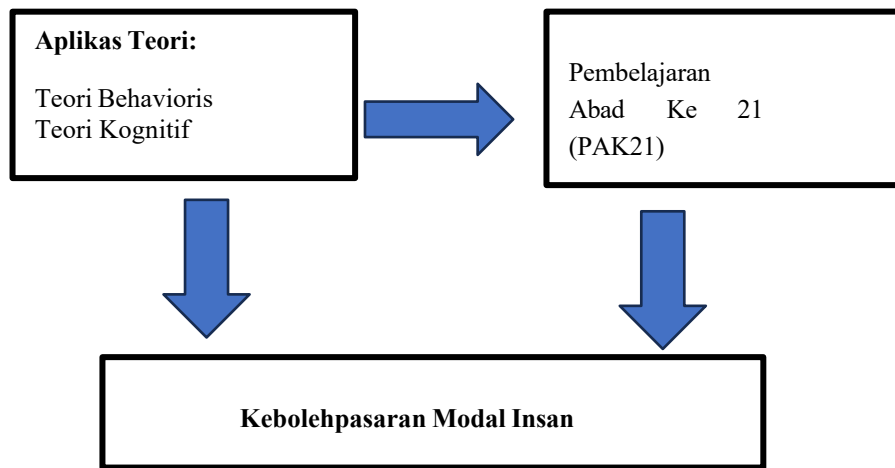 Aplikas Teori:
Teori Behavioris
Teori Kognitif
Pembelajaran
Abad Ke 21
(PAK21)
Kebolehpasaran Modal Insan